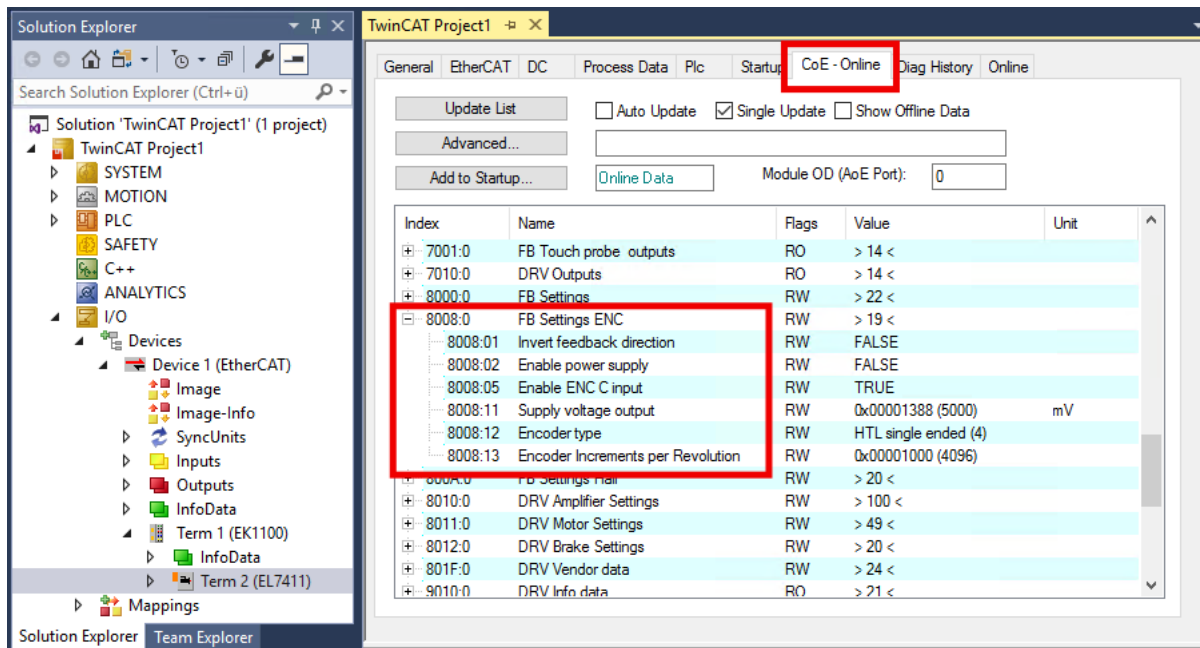 Solution Explorer
Search Solution Explorer (Ctrl+ü)
Solution 'TwinCAT Project1' (1 project)
TwinCAT Project1
SYSTEM
MOTION
PLC
SAFETY
C++
ANALYTICS
I/O
Devices
Device 1 (EtherCAT)
Image
Image-Info
SyncUnits
Inputs
Outputs
InfoData
Term 1 (EK1100)
InfoData
Term 2 (EL7411)
Mappings
Solution Explorer Team Explorer
TwinCAT Project1
General EtherCAT DC Process Data Plc Startup CoE - Online Diag History Online
Update List Auto Update Single Update Show Offline Data
Advanced...
Add to Startup... Online Data Module OD (AoE Port): 0
Index Name Flags Value Unit
7001:0 FB Touch probe outputs RO > 14 <
7010:0 DRV Outputs RO > 14 <
8000:0 FB Settings RW > 22 <
8008:0 FB Settings ENC RW > 19 <
8008:01 Invert feedback direction RW FALSE
8008:02 Enable power supply RW FALSE
8008:05 Enable ENC C input RW TRUE
8008:11 Supply voltage output RW 0x00001388 (5000) mV
8008:12 Encoder type RW HTL single ended (4)
8008:13 Encoder Increments per Revolution RW 0x00001000 (4096)
800A:0 FB Settings Hall RW > 20 <
8010:0 DRV Amplifier Settings RW > 100 <
8011:0 DRV Motor Settings RW > 49 <
8012:0 DRV Brake Settings RW > 20 <
801F:0 DRV Vendor data RW > 24 <
9010:0 DRV Info data RO > 21 <